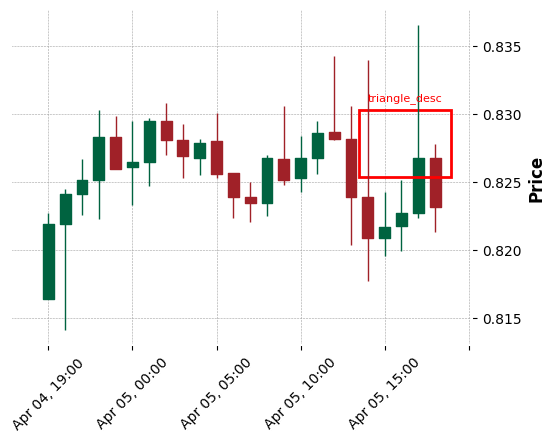 triangle_desc
0.835
0.830
0.825
0.820
0.815
Price
Apr 04, 19:00
Apr 05, 00:00
Apr 05, 05:00
Apr 05, 10:00
Apr 05, 15:00